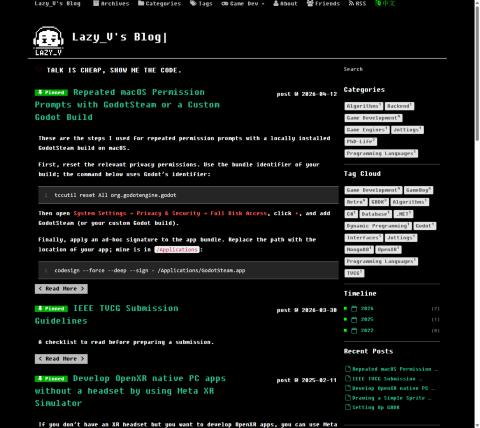 Lazy_V's Blog Archives Categories Tags Game Dev About Friends RSS 中文
LAZY_V
Lazy_V's Blog|
TALK IS CHEAP, SHOW ME THE CODE.
Pinned Repeated macOS Permission
Prompts with GodotSteam or a Custom
Godot Build
post @ 2026-04-12
These are the steps I used for repeated permission prompts with a locally installed
GodotSteam build on macOS.
First, reset the relevant privacy permissions. Use the bundle identifier of your
build; the command below uses Godot's identifier:
1 tccutil reset All org.godotengine.godot
Then open System Settings → Privacy & Security → Full Disk Access, click +, and add
GodotSteam (or your custom Godot build).
Finally, apply an ad-hoc signature to the app bundle. Replace the path with the
location of your app; mine is in /Applications:
1 codesign --force --deep --sign - /Applications/GodotSteam.app
< Read More >
Pinned IEEE TVCG Submission
Guidelines
post @ 2026-03-30
A checklist to read before preparing a submission.
< Read More >
Pinned Develop OpenXR native PC apps
without a headset by using Meta XR
Simulator
post @ 2025-02-11
If you don't have an XR headset but you want to develop OpenXR apps, you can use Meta
Search
Categories
Algorithms Backend
Game Development
Game Engines Jottings
PhD-Life
Programming Languages
Tag Cloud
Game Development GameDog
Retro GBDK Algorithms
C# Database .NET
Dynamic Programming Godot
Interfaces Jottings
MongoDB OpenXR
Programming Languages
TVCG
Timeline
2026
2025
2022
Recent Posts
Repeated macOS Permission …
IEEE TVCG Submission …
Develop OpenXR native PC …
Drawing a Simple Sprite …
Setting Up GBDK